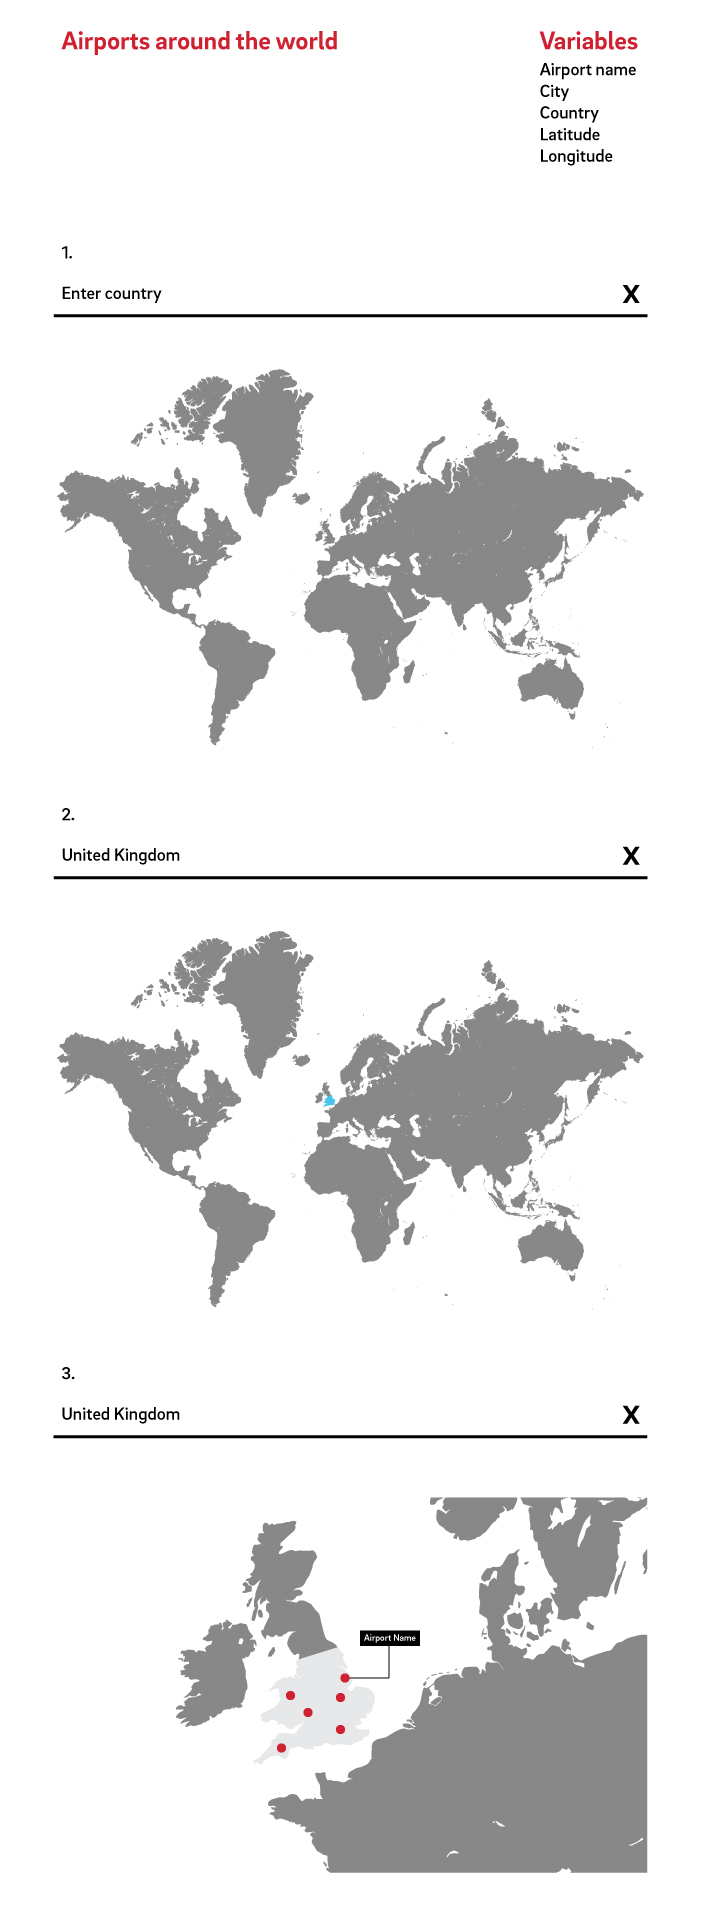 Airports around the world
Variables
Airport name
City
Country
Latitude
Longitude
1.
Enter country X
2.
United Kingdom X
3.
United Kingdom X
Airport Name